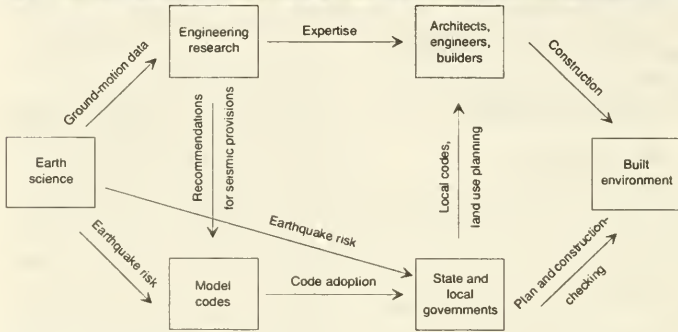 Engineering
research
Expertise
Architects,
engineers,
builders
Construction
Ground-motion data
Recommendations
for seismic provisions
Local codes,
land use planning
Earth
science
Built
environment
Earthquake risk
Earthquake risk
Model
codes
Code adoption
State and
local
governments
Plan and construction-
checking